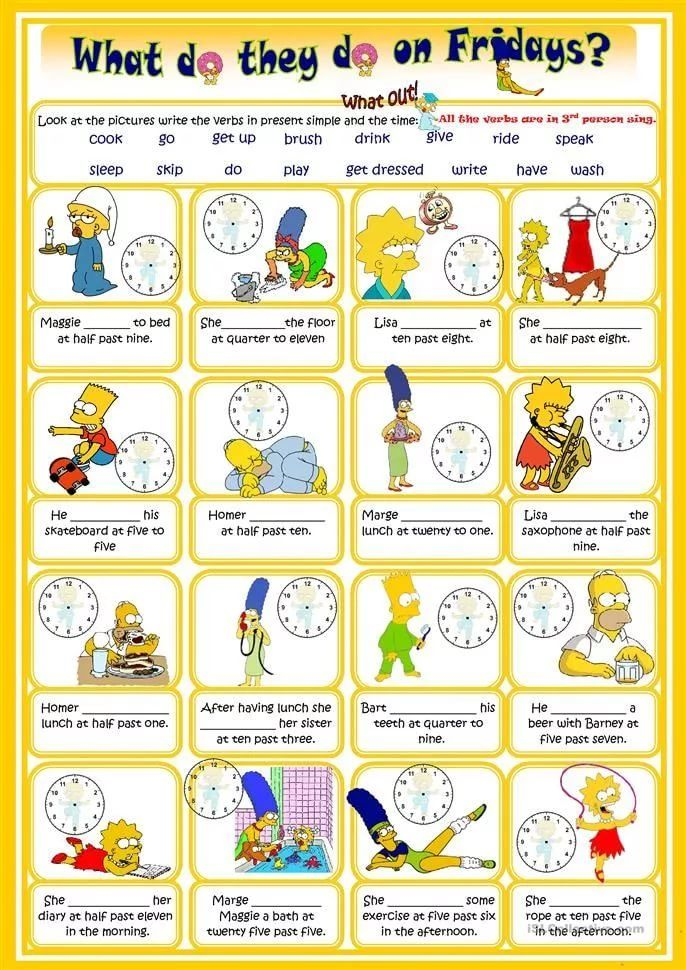 What do they do on Fridays?
What out!
Look at the pictures write the verbs in present simple and the time: All the verbs are in 3rd person sing.
cook go get up brush drink give ride speak
sleep skip do play get dressed write have wash
Maggie ________ to bed
at half past nine.
She__________the floor
at quarter to eleven
Lisa __________ at
ten past eight.
She ________________
at half past eight.
He __________ his
skateboard at five to
five
Homer ____________
at half past ten.
Marge _____________
lunch at twenty to one.
Lisa ____________ the
saxophone at half past
nine.
Homer ______________
lunch at half past one.
After having lunch she
____________ her sister
at ten past three.
Bart ______________ his
teeth at quarter to
nine.
He ____________ a
beer with Barney at
five past seven.
She ____________ her
diary at half past eleven
in the morning.
Marge ___________
Maggie a bath at
twenty five past five.
She ____________ some
exercise at five past six
in the afternoon.
She __________ the
rope at ten past five
in the afternoon.
iSLCollective.com